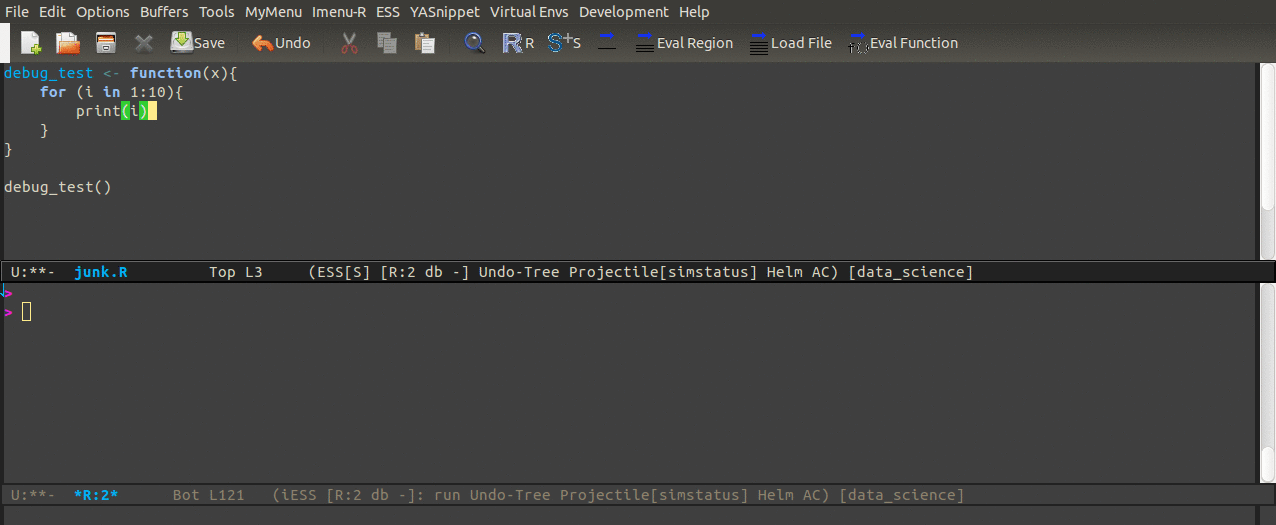 File Edit Options Buffers Tools MyMenu Imenu-R ESS YASnippet Virtual Envs Development Help
Save Undo R R S+S Eval Region Load File Eval Function
debug_test <- function(x){
    for (i in 1:10){
        print(i)
    }
}
debug_test()
U:**-  junk.R         Top L3     (ESS[S] [R:2 db -] Undo-Tree Projectile[simstatus] Helm AC) [data_science]
>
>
U:**-  *R:2*      Bot L121   (iESS [R:2 db -]: run Undo-Tree Projectile[simstatus] Helm AC) [data_science]